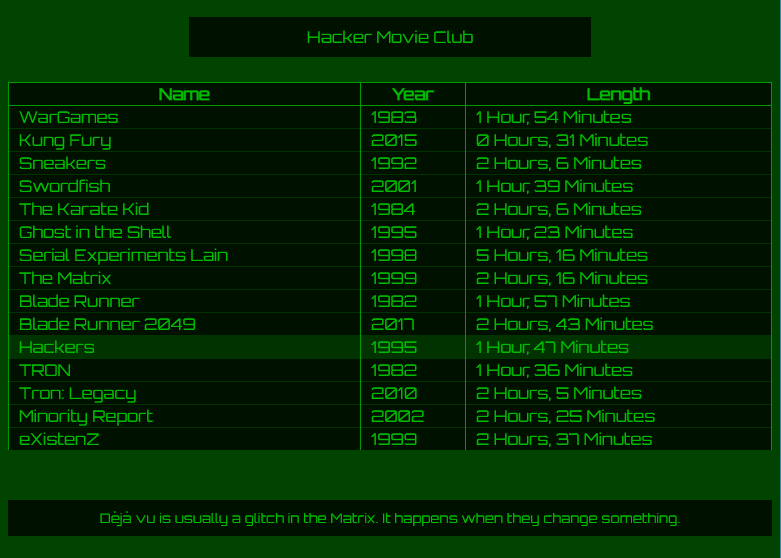 Hacker Movie Club
Name Year Length
WarGames 1983 1 Hour, 54 Minutes
Kung Fury 2015 0 Hours, 31 Minutes
Sneakers 1992 2 Hours, 6 Minutes
Swordfish 2001 1 Hour, 39 Minutes
The Karate Kid 1984 2 Hours, 6 Minutes
Ghost in the Shell 1995 1 Hour, 23 Minutes
Serial Experiments Lain 1998 5 Hours, 16 Minutes
The Matrix 1999 2 Hours, 16 Minutes
Blade Runner 1982 1 Hour, 57 Minutes
Blade Runner 2049 2017 2 Hours, 43 Minutes
Hackers 1995 1 Hour, 47 Minutes
TRON 1982 1 Hour, 36 Minutes
Tron: Legacy 2010 2 Hours, 5 Minutes
Minority Report 2002 2 Hours, 25 Minutes
eXistenZ 1999 2 Hours, 37 Minutes
Déjà vu is usually a glitch in the Matrix. It happens when they change something.